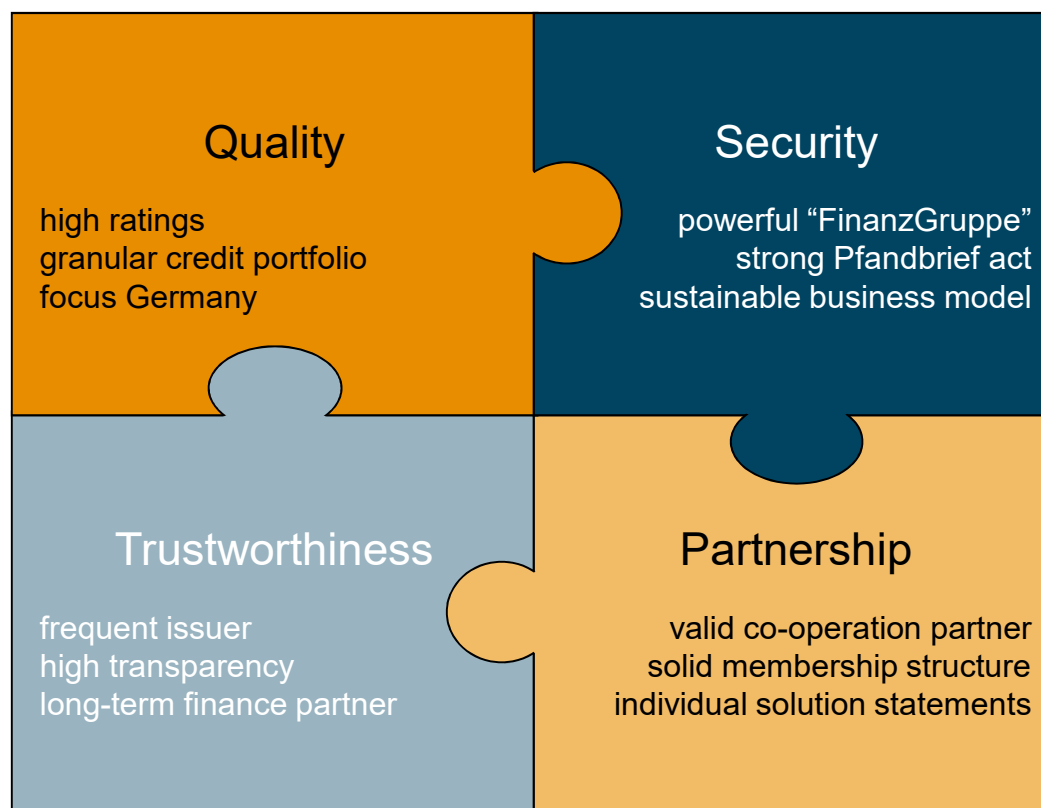 Quality
high ratings
granular credit portfolio
focus Germany
Security
powerful “FinanzGruppe”
strong Pfandbrief act
sustainable business model
Trustworthiness
frequent issuer
high transparency
long-term finance partner
Partnership
valid co-operation partner
solid membership structure
individual solution statements